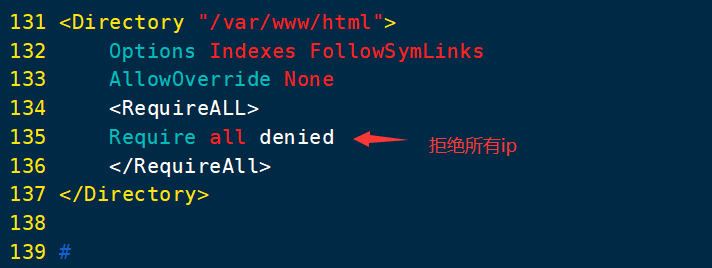 131 <Directory "/var/www/html">
132 Options Indexes FollowSymLinks
133 AllowOverride None
134 <RequireALL>
135 Require all denied 拒绝所有ip
136 </RequireAll>
137 </Directory>
138
139 #